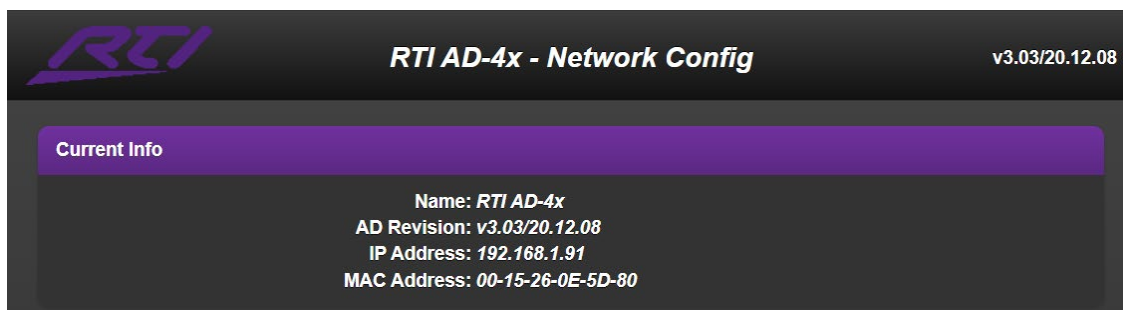 RTI
RTI AD-4x - Network Config
v3.03/20.12.08
Current Info
Name: RTI AD-4x
AD Revision: v3.03/20.12.08
IP Address: 192.168.1.91
MAC Address: 00-15-26-0E-5D-80